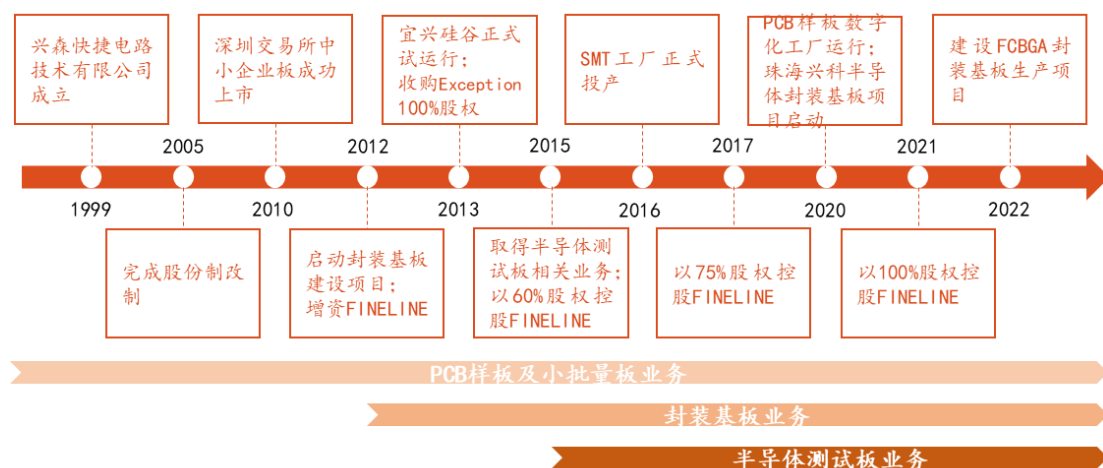 兴森快捷电路
技术有限公司
成立
深圳交易所中
小企业板成功
上市
宜兴硅谷正式
试运行；
收购Exception
100%股权
SMT工厂正式
投产
PCB样板数字
化工厂运行；
珠海兴科半导
体封装基板项
目启动
建设FCBGA封
装基板生产项
目
2005
2012
2015
2017
2021
1999
2010
2013
2016
2020
2022
完成股份制改
制
启动封装基板
建设项目；
增资FINELINE
取得半导体测
试板相关业务；
以60%股权控
股FINELINE
以75%股权控
股FINELINE
以100%股权控
股FINELINE
PCB样板及小批量板业务
封装基板业务
半导体测试板业务